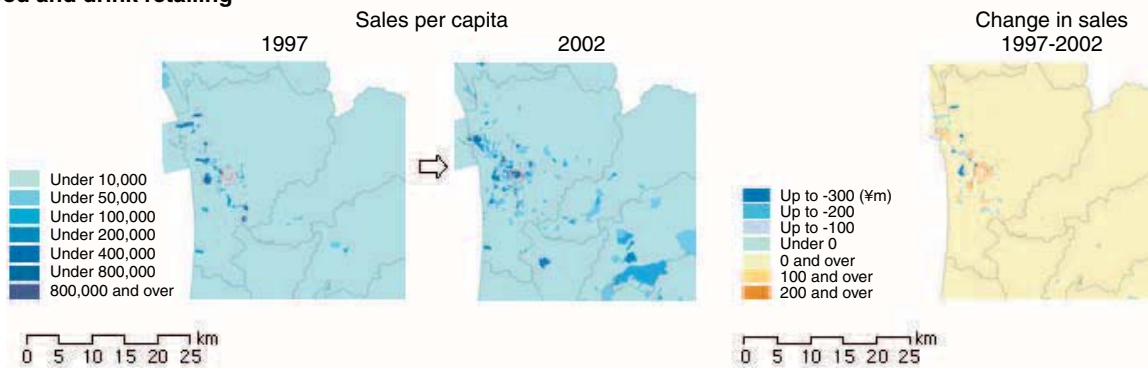 and drink retailing
Sales per capita
1997
2002
Change in sales
1997-2002
Under 10,000
Under 50,000
Under 100,000
Under 200,000
Under 400,000
Under 800,000
800,000 and over
Up to -300 (¥m)
Up to -200
Up to -100
Under 0
0 and over
100 and over
200 and over
km
0 5 10 15 20 25
km
0 5 10 15 20 25